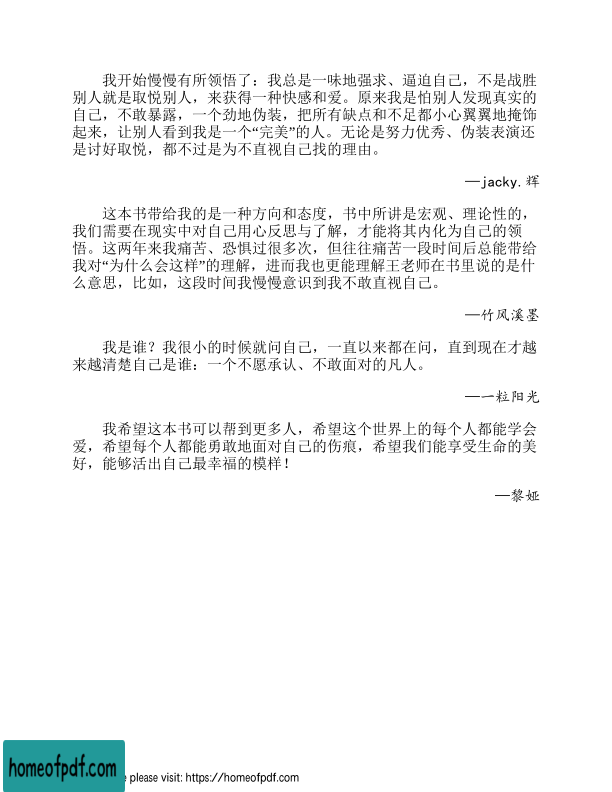 我开始慢慢有所领悟了：我总是一味地强求、逼迫自己，不是战胜
别人就是取悦别人，来获得一种快感和爱。原来我是怕别人发现真实的
自己，不敢暴露，一个劲地伪装，把所有缺点和不足都小心翼翼地掩饰
起来，让别人看到我是一个“完美”的人。无论是努力优秀、伪装表演还
是讨好取悦，都不过是为不直视自己找的理由。
—jacky.辉
这本书带给我的是一种方向和态度，书中所讲是宏观、理论性的，
我们需要在现实中对自己用心反思与了解，才能将其内化为自己的领
悟。这两年来我痛苦、恐惧过很多次，但往往痛苦一段时间后总能带给
我对“为什么会这样”的理解，进而我也更能理解王老师在书里说的是什
么意思，比如，这段时间我慢慢意识到我不敢直视自己。
—竹风溪墨
我是谁？我很小的时候就问自己，一直以来都在问，直到现在才越
来越清楚自己是谁：一个不愿承认、不敢面对的凡人。
—一粒阳光
我希望这本书可以帮到更多人，希望这个世界上的每个人都能学会
爱，希望每个人都能勇敢地面对自己的伤痕，希望我们能享受生命的美
好，能够活出自己最幸福的模样！
—黎娅
homeofpdf.com
please visit: https://homeofpdf.com